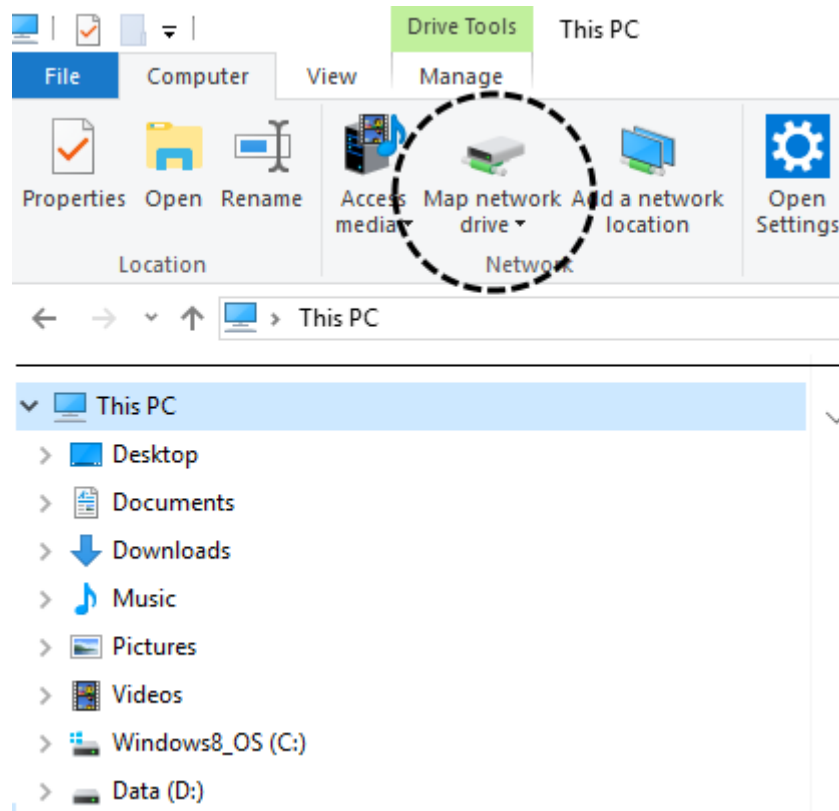 Drive Tools This PC
File Computer View Manage
Properties Open Rename Access media Map network drive Add a network location Open Settings
Location Network
This PC
This PC
Desktop
Documents
Downloads
Music
Pictures
Videos
Windows8_OS (C:)
Data (D:)